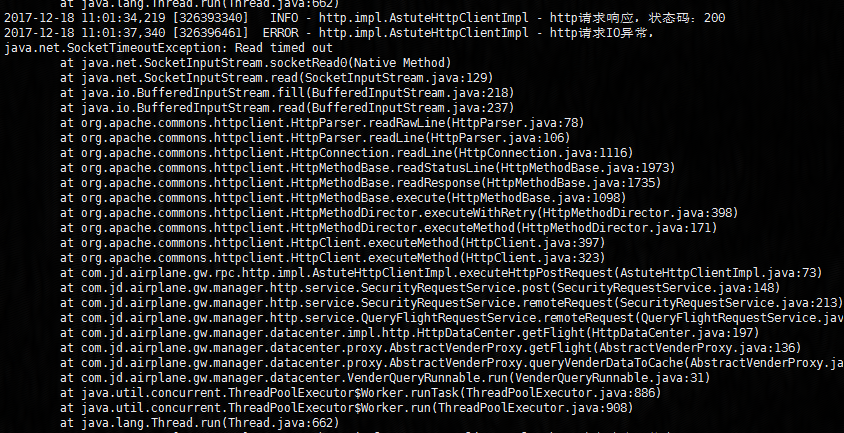 at java.lang.Thread.run(Thread.java:662)
2017-12-18 11:01:34,219 [326393340]   INFO - http.impl.AstuteHttpClientImpl - http请求响应，状态码：200
2017-12-18 11:01:37,340 [326396461]  ERROR - http.impl.AstuteHttpClientImpl - http请求IO异常，
java.net.SocketTimeoutException: Read timed out
at java.net.SocketInputStream.socketRead0(Native Method)
at java.net.SocketInputStream.read(SocketInputStream.java:129)
at java.io.BufferedInputStream.fill(BufferedInputStream.java:218)
at java.io.BufferedInputStream.read(BufferedInputStream.java:237)
at org.apache.commons.httpclient.HttpParser.readRawLine(HttpParser.java:78)
at org.apache.commons.httpclient.HttpParser.readLine(HttpParser.java:106)
at org.apache.commons.httpclient.HttpConnection.readLine(HttpConnection.java:1116)
at org.apache.commons.httpclient.HttpMethodBase.readStatusLine(HttpMethodBase.java:1973)
at org.apache.commons.httpclient.HttpMethodBase.readResponse(HttpMethodBase.java:1735)
at org.apache.commons.httpclient.HttpMethodBase.execute(HttpMethodBase.java:1098)
at org.apache.commons.httpclient.HttpMethodDirector.executeWithRetry(HttpMethodDirector.java:398)
at org.apache.commons.httpclient.HttpMethodDirector.executeMethod(HttpMethodDirector.java:171)
at org.apache.commons.httpclient.HttpClient.executeMethod(HttpClient.java:397)
at org.apache.commons.httpclient.HttpClient.executeMethod(HttpClient.java:323)
at com.jd.airplane.gw.rpc.http.impl.AstuteHttpClientImpl.executeHttpPostRequest(AstuteHttpClientImpl.java:73)
at com.jd.airplane.gw.manager.http.service.SecurityRequestService.post(SecurityRequestService.java:148)
at com.jd.airplane.gw.manager.http.service.SecurityRequestService.remoteRequest(SecurityRequestService.java:213)
at com.jd.airplane.gw.manager.http.service.QueryFlightRequestService.remoteRequest(QueryFlightRequestService.jav
at com.jd.airplane.gw.manager.datacenter.impl.http.HttpDataCenter.getFlight(HttpDataCenter.java:197)
at com.jd.airplane.gw.manager.datacenter.proxy.AbstractVenderProxy.getFlight(AbstractVenderProxy.java:136)
at com.jd.airplane.gw.manager.datacenter.proxy.AbstractVenderProxy.queryVenderDataToCache(AbstractVenderProxy.ja
at com.jd.airplane.gw.manager.datacenter.VenderQueryRunnable.run(VenderQueryRunnable.java:31)
at java.util.concurrent.ThreadPoolExecutor$Worker.runTask(ThreadPoolExecutor.java:886)
at java.util.concurrent.ThreadPoolExecutor$Worker.run(ThreadPoolExecutor.java:908)
at java.lang.Thread.run(Thread.java:662)